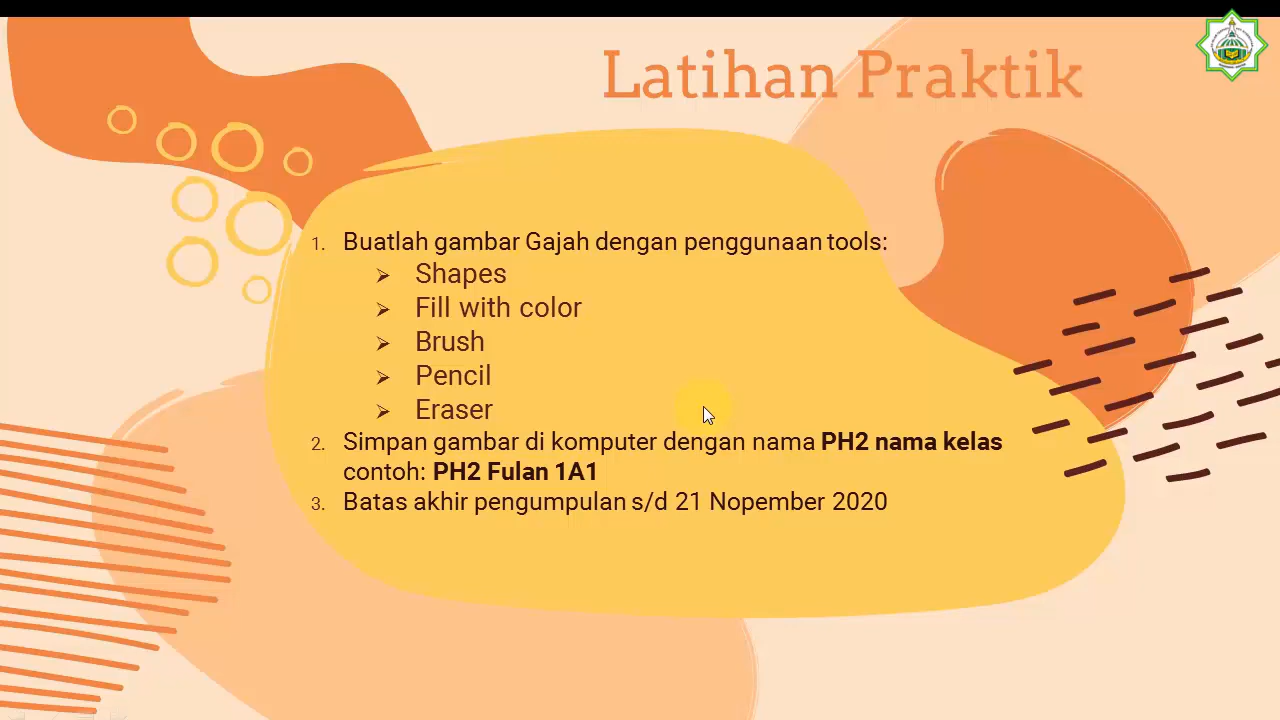 Latihan Praktik
1. Buatlah gambar Gajah dengan penggunaan tools:
➢ Shapes
➢ Fill with color
➢ Brush
➢ Pencil
➢ Eraser
2. Simpan gambar di komputer dengan nama PH2 nama kelas
contoh: PH2 Fulan 1A1
3. Batas akhir pengumpulan s/d 21 Nopember 2020